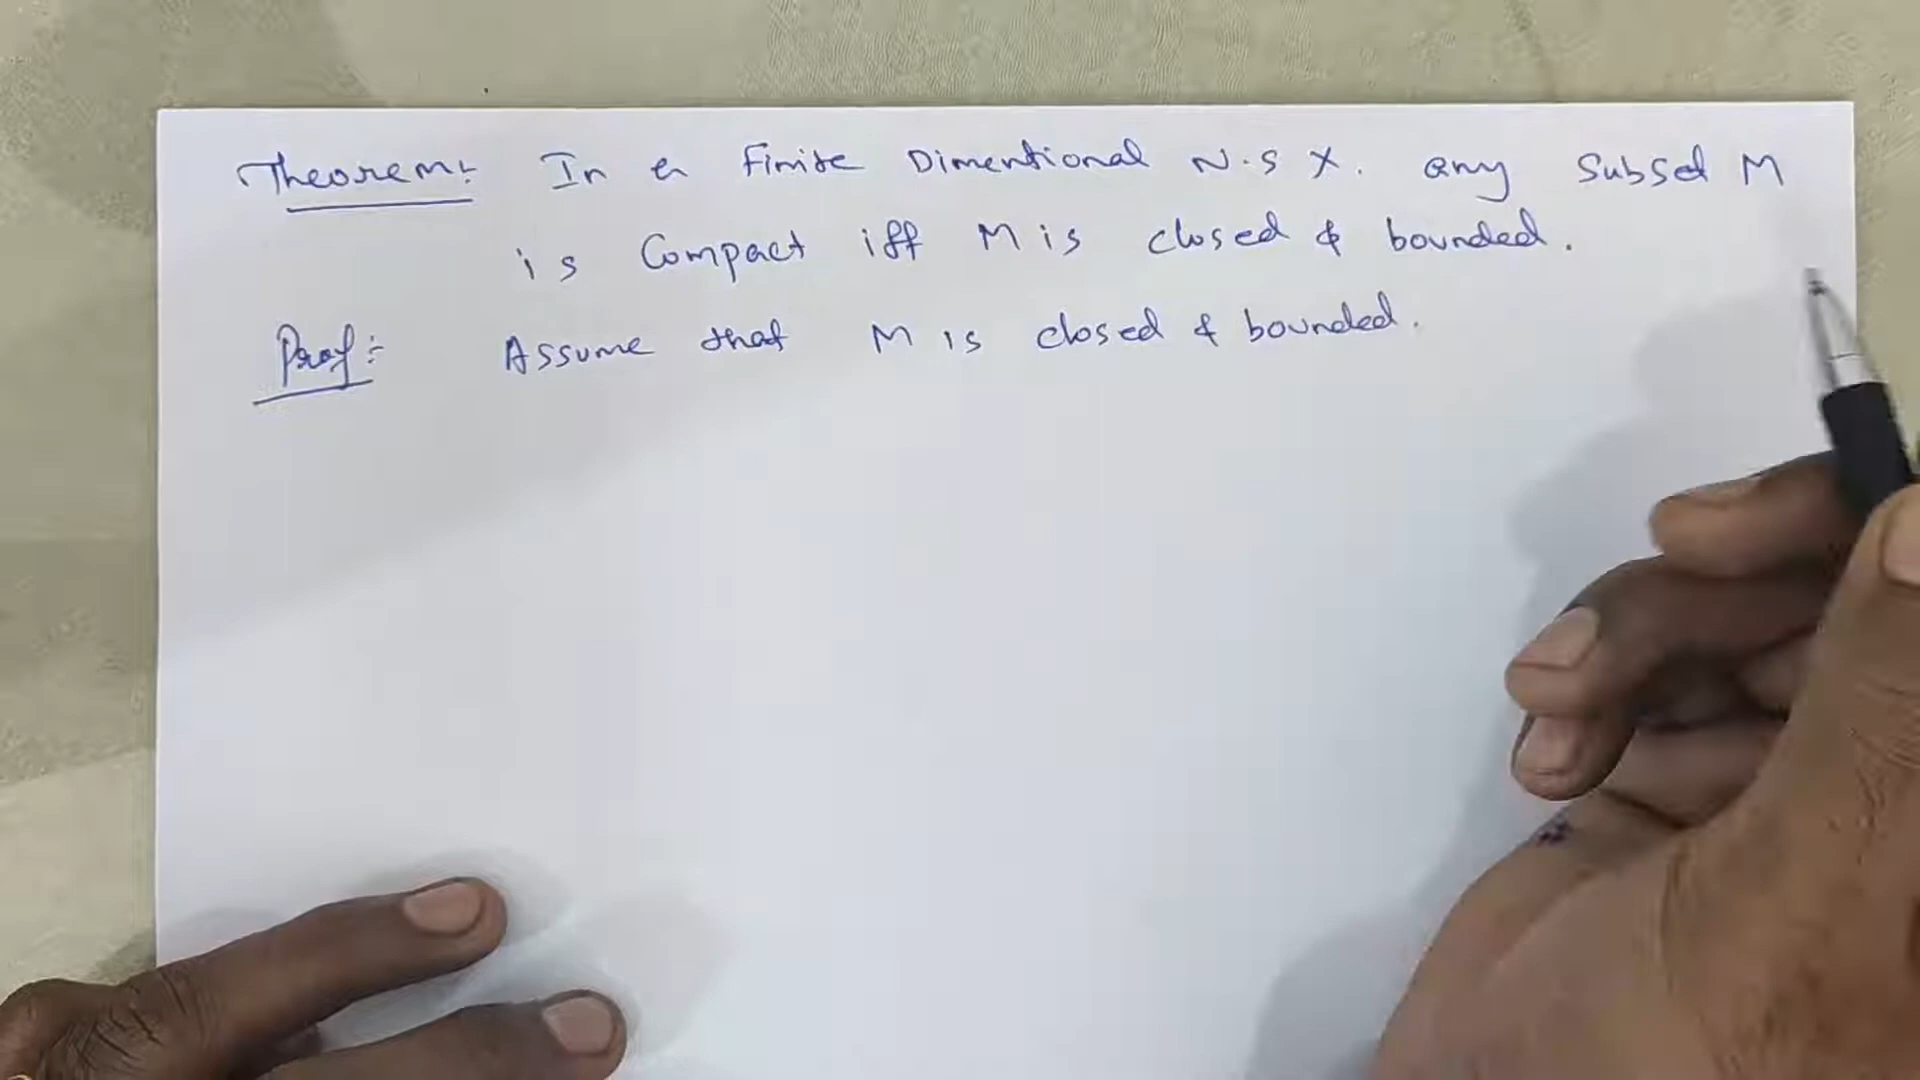 Theorem:- In a Finite Dimentional N.S X. any Subset M
is Compact iff M is closed & bounded.
Proof:- Assume that M is closed & bounded.